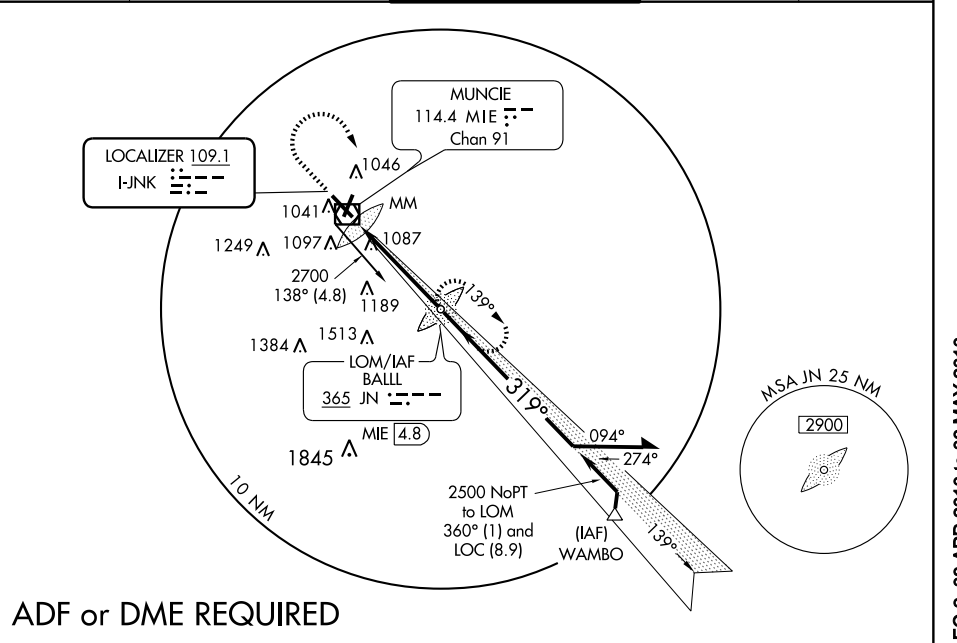 MUNCIE
114.4 MIE
Chan 91
LOCALIZER 109.1
I-JNK
1046
1041
MM
1249
1097
1087
2700
138° (4.8)
1189
139°
1384
1513
LOM/IAF
BALLL
365 JN
319°
MIE 4.8
1845
094°
274°
MSA JN 25 NM
2900
10 NM
2500 NoPT
to LOM
360° (1) and
LOC (8.9)
(IAF)
WAMBO
139°
ADF or DME REQUIRED